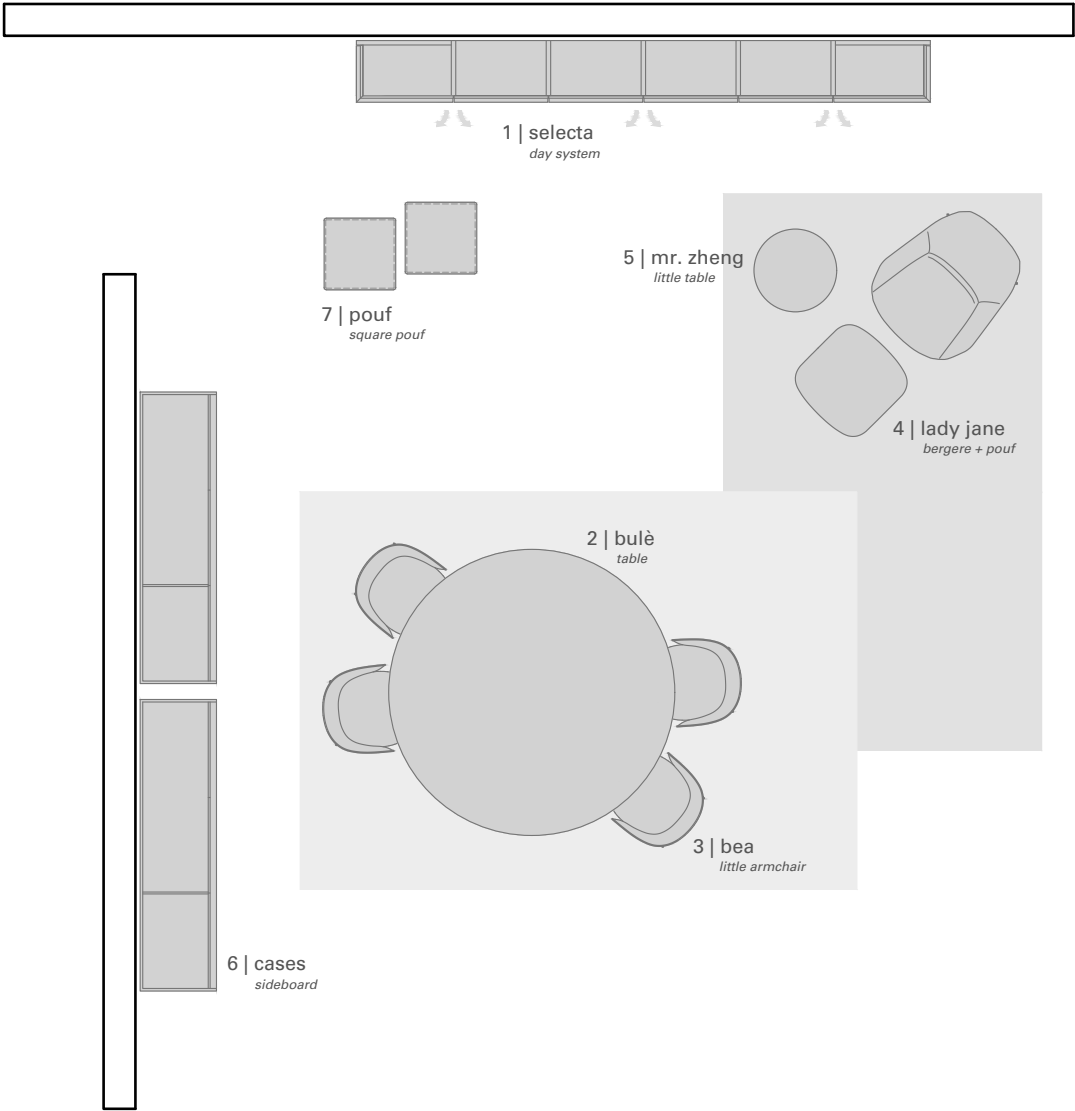 1 | selecta
day system
5 | mr. zheng
little table
7 | pouf
square pouf
4 | lady jane
bergere + pouf
2 | bulè
table
3 | bea
little armchair
6 | cases
sideboard